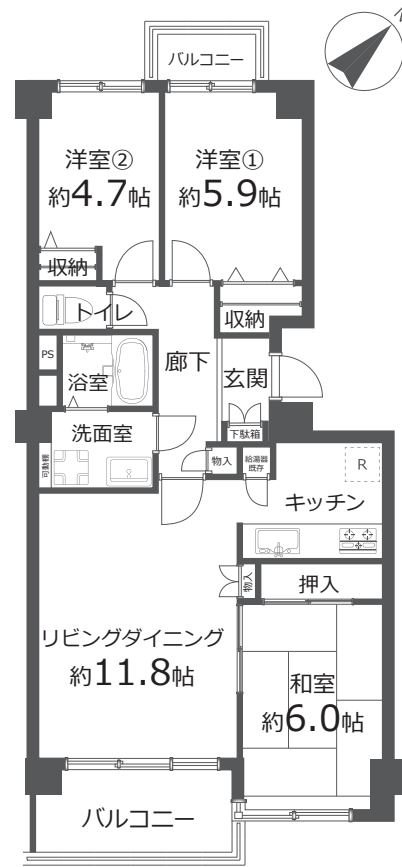 北
バルコニー
洋室②
約4.7帖
洋室①
約5.9帖
収納
収納
トイレ
廊下
玄関
PS
浴室
下駄箱
洗面室
可動棚
物入
給湯器
既存
R
キッチン
物入
押入
リビングダイニング
約11.8帖
和室
約6.0帖
バルコニー